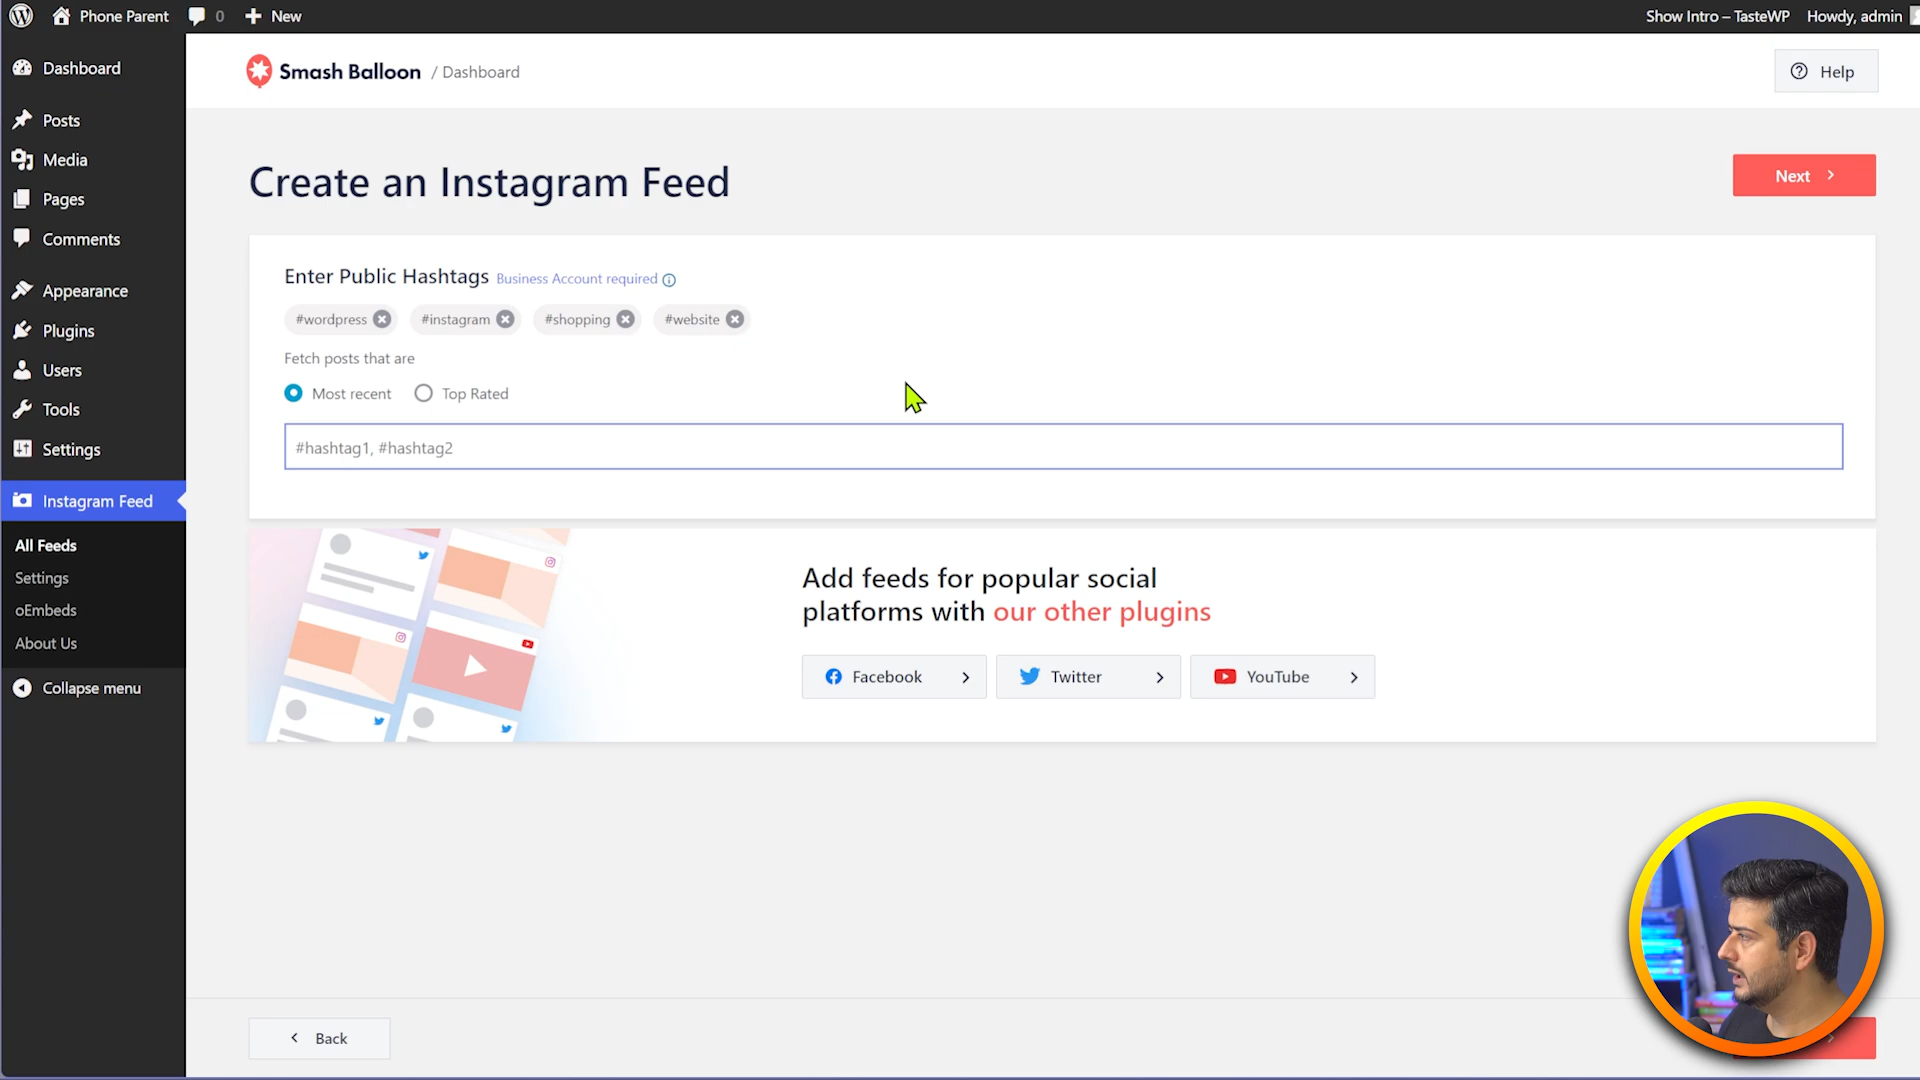 Phone Parent
0
New
Show Intro – TasteWP
Howdy, admin
Dashboard
Posts
Media
Pages
Comments
Appearance
Plugins
Users
Tools
Settings
Instagram Feed
All Feeds
Settings
oEmbeds
About Us
Collapse menu
Smash Balloon / Dashboard
Help
Create an Instagram Feed
Next
Enter Public Hashtags Business Account required
#wordpress #instagram #shopping #website
Fetch posts that are
Most recent Top Rated
#hashtag1, #hashtag2
Add feeds for popular social
platforms with our other plugins
Facebook Twitter YouTube
Back